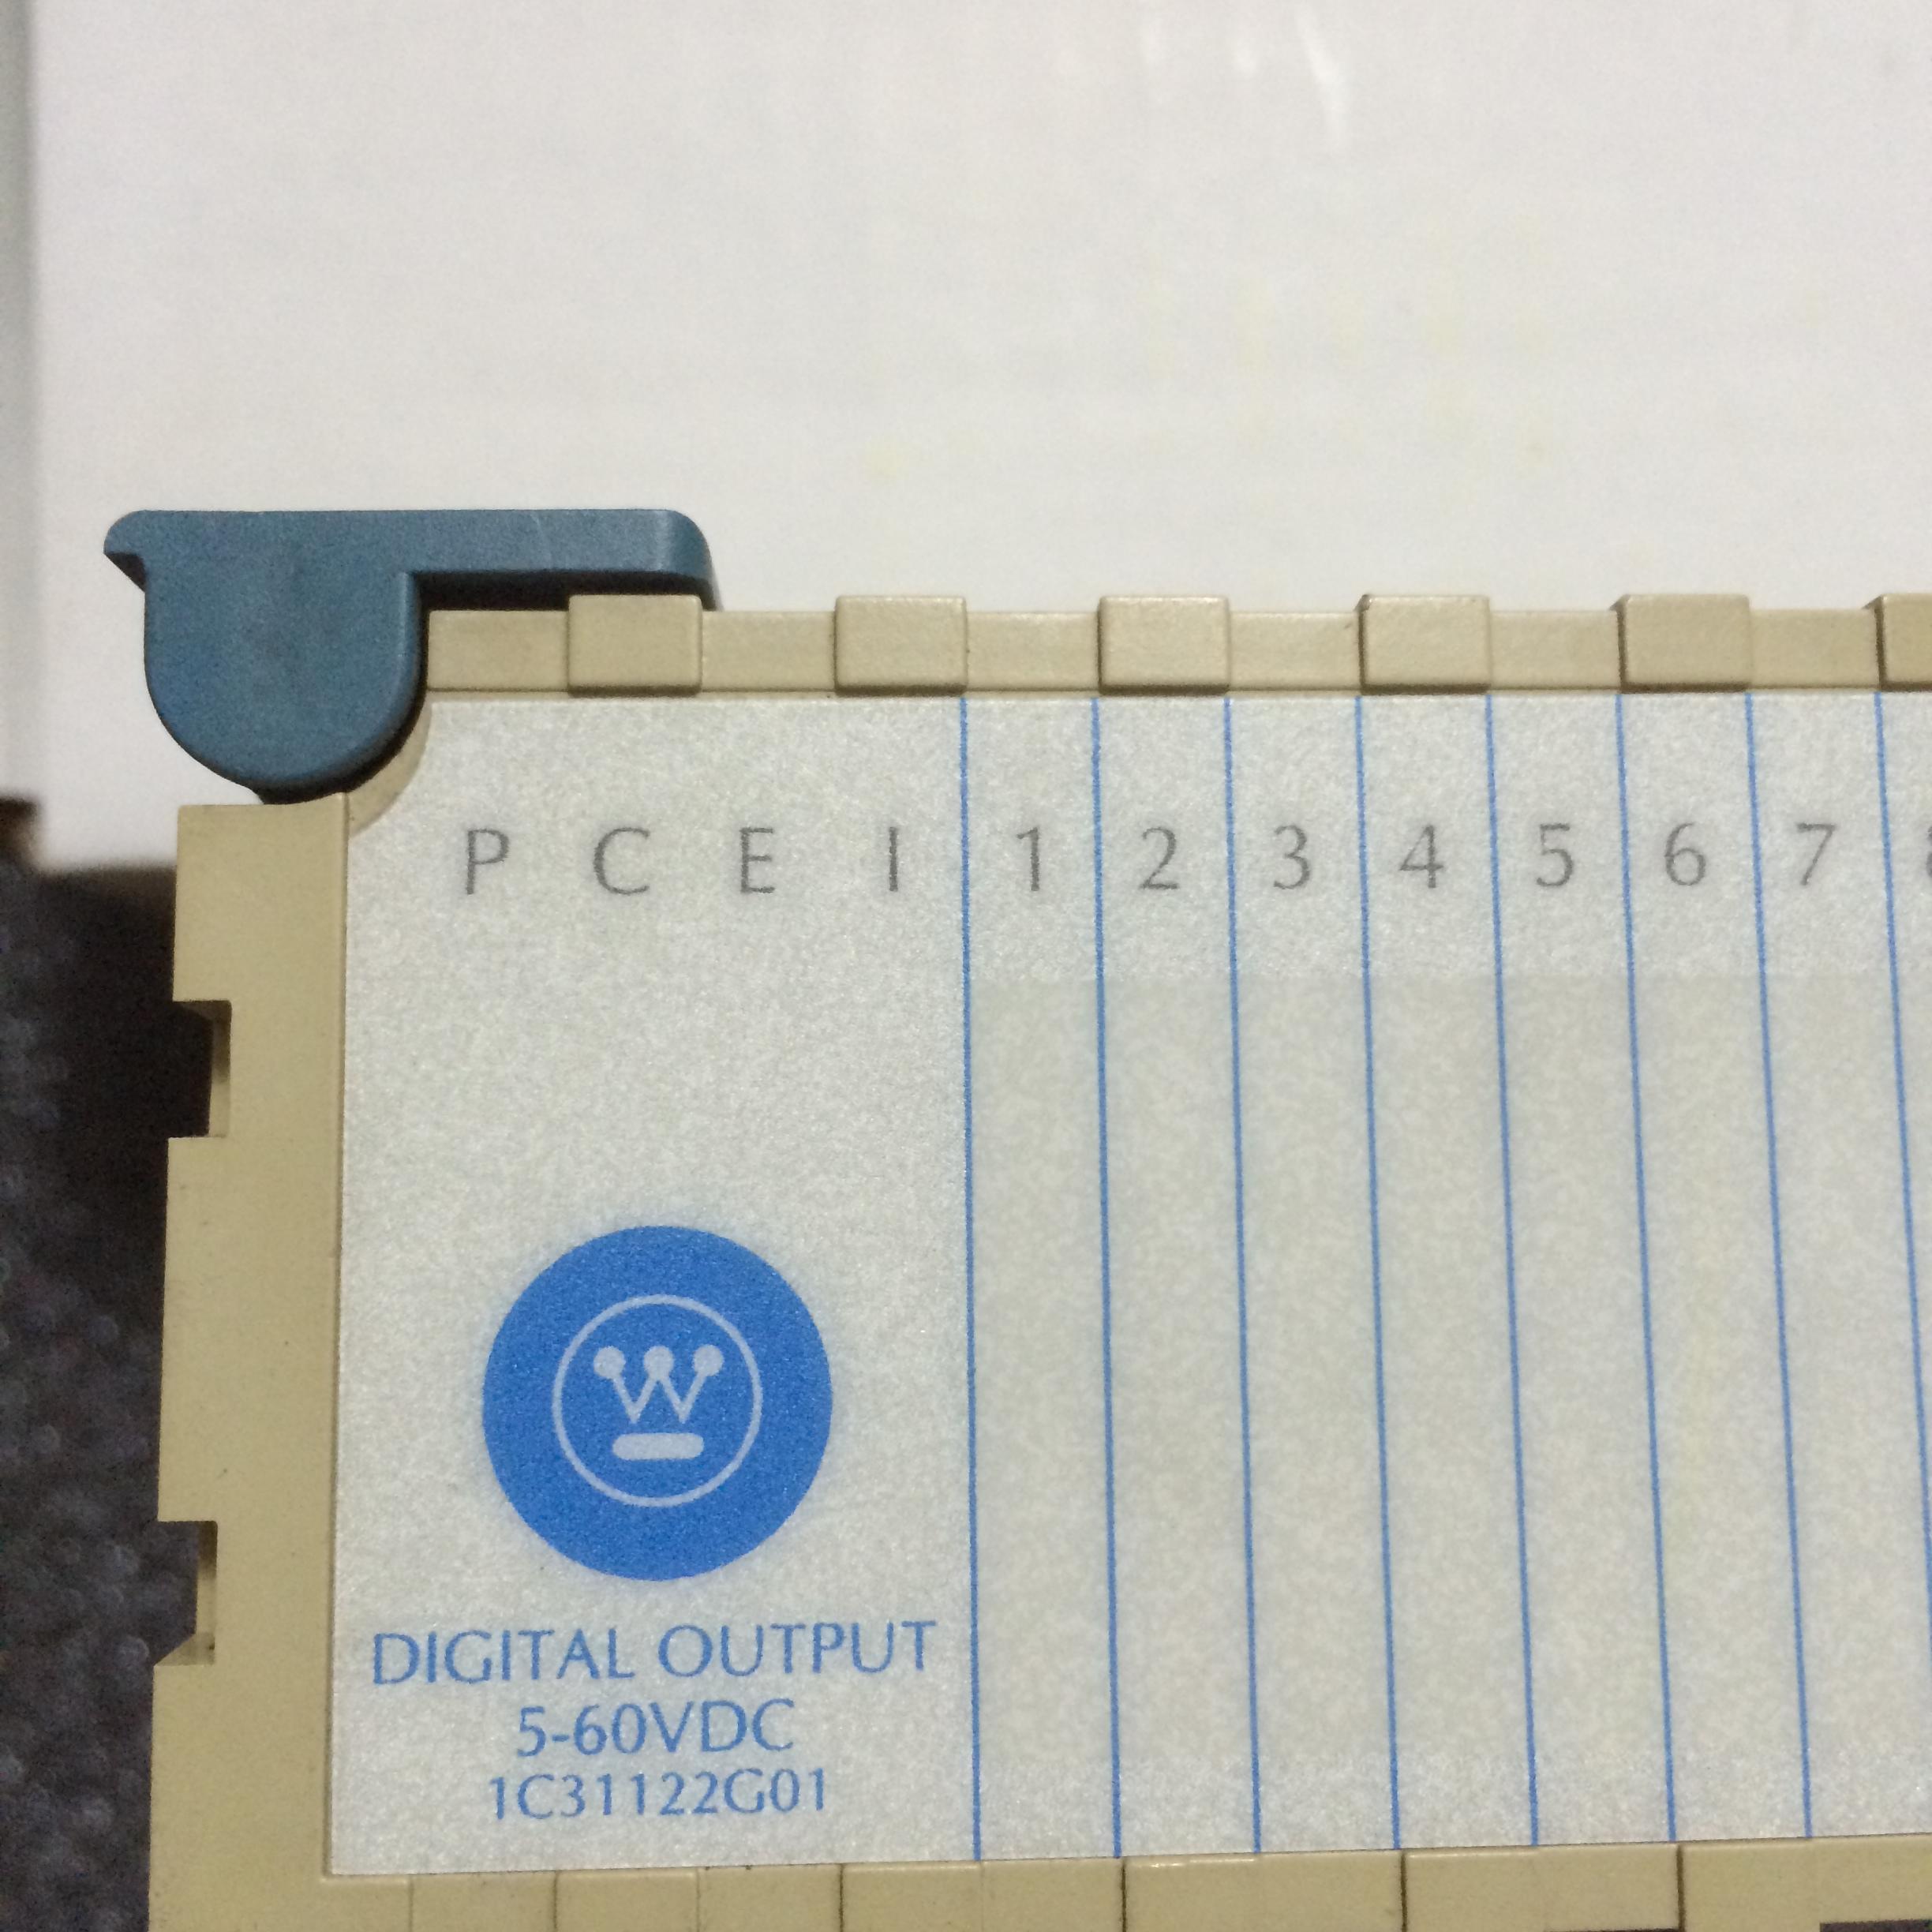 P C E I 1 2 3 4 5 6 7
W
DIGITAL OUTPUT
5-60VDC
1C31122G01